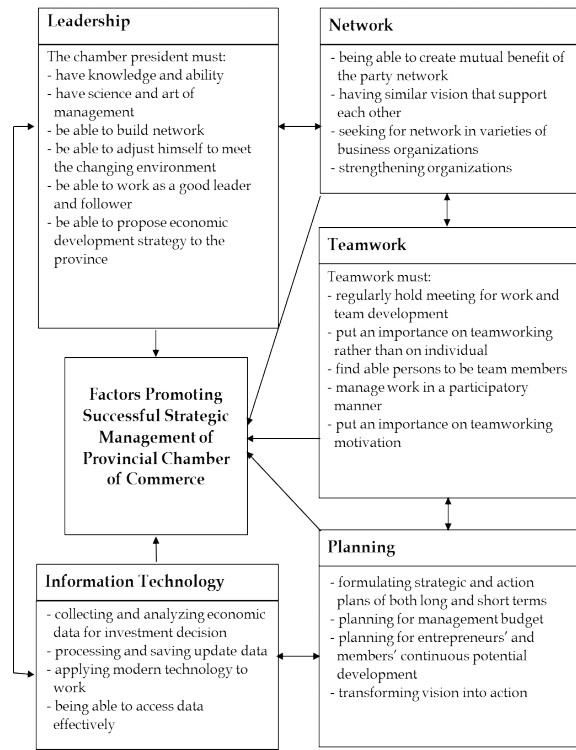 Leadership
The chamber president must:
- have knowledge and ability
- have science and art of
management
- be able to build network
- be able to adjust himself to meet
the changing environment
- be able to work as a good leader
and follower
- be able to propose economic
development strategy to the
province
Network
- being able to create mutual benefit of
the party network
- having similar vision that support
each other
- seeking for network in varieties of
business organizations
- strengthening organizations
Teamwork
Teamwork must:
- regularly hold meeting for work and
team development
- put an importance on teamworking
rather than on individual
- find able persons to be team members
- manage work in a participatory
manner
- put an importance on teamworking
motivation
Factors Promoting
Successful Strategic
Management of
Provincial Chamber
of Commerce
Information Technology
- collecting and analyzing economic
data for investment decision
- processing and saving update data
- applying modern technology to
work
- being able to access data
effectively
Planning
- formulating strategic and action
plans of both long and short terms
- planning for management budget
- planning for entrepreneurs' and
members' continuous potential
development
- transforming vision into action